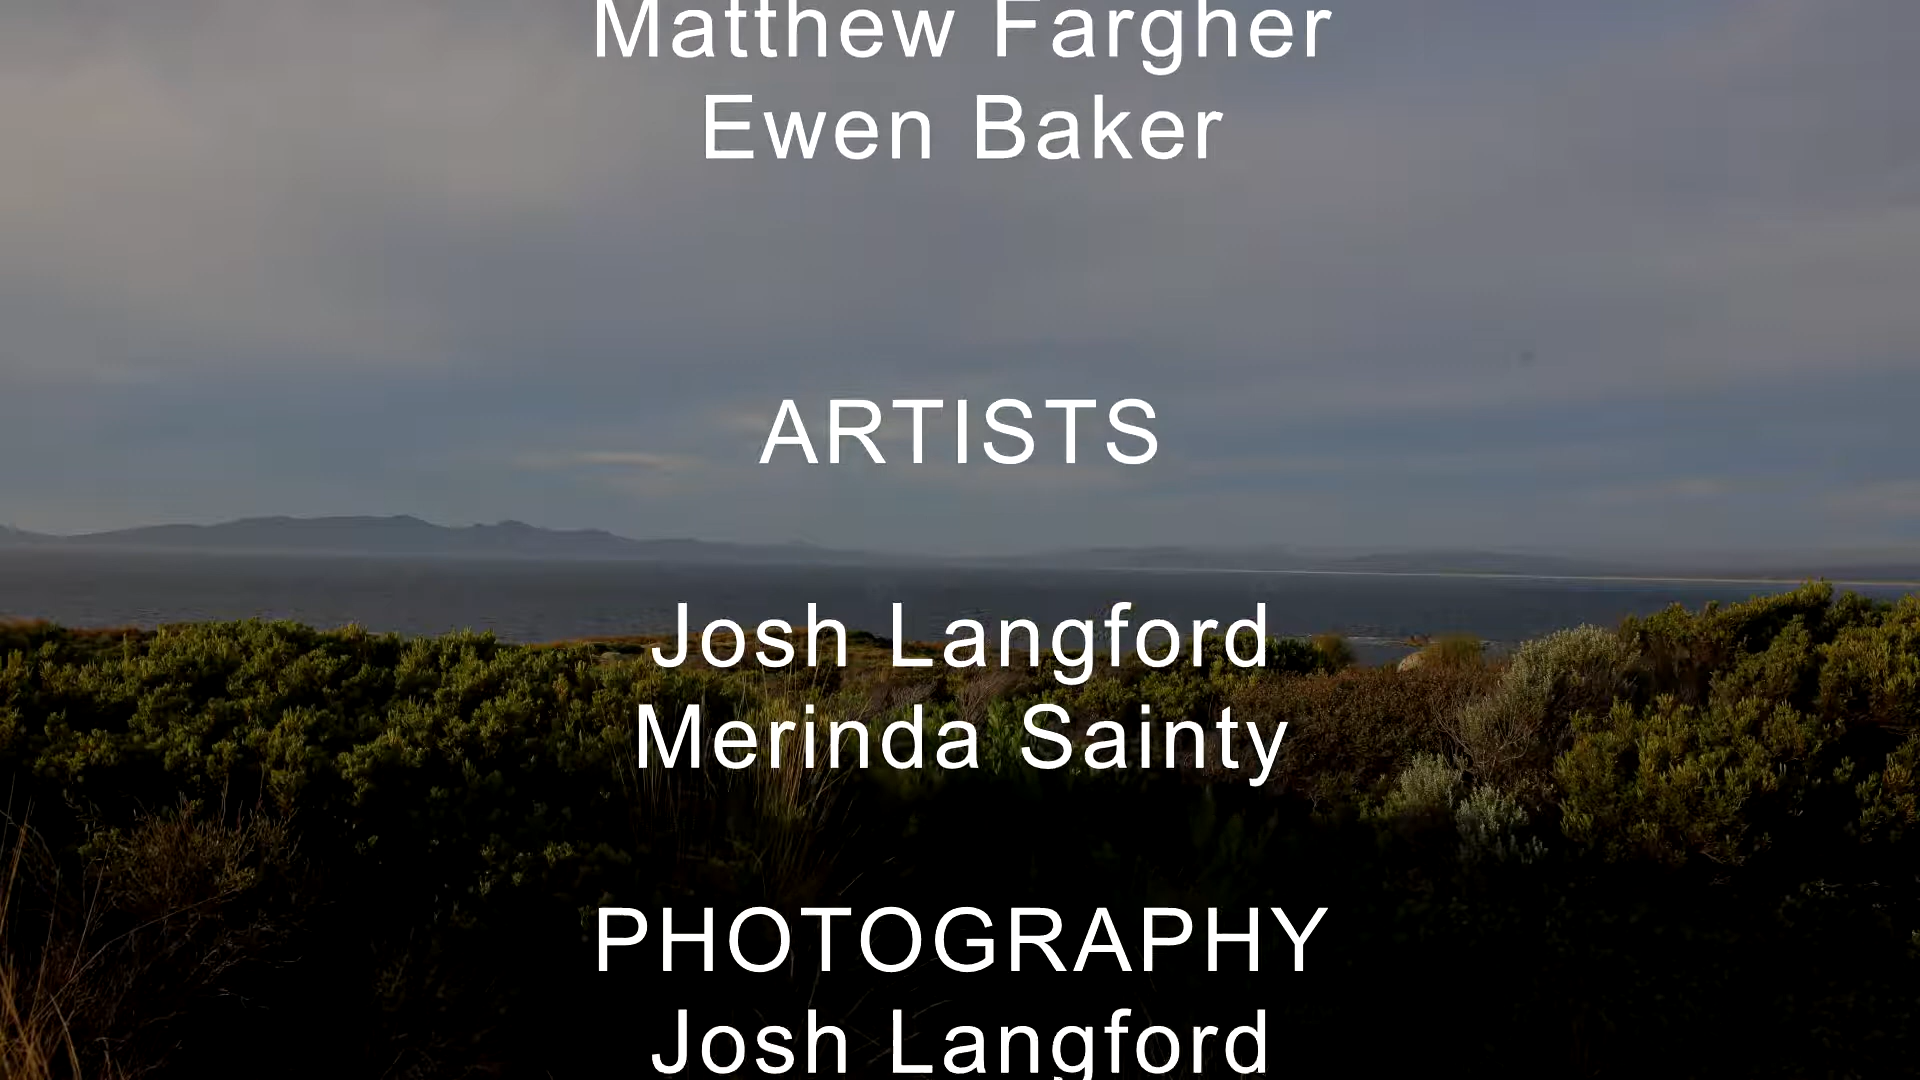 Matthew Fargher
Ewen Baker
ARTISTS
Josh Langford
Merinda Sainty
PHOTOGRAPHY
Josh Langford